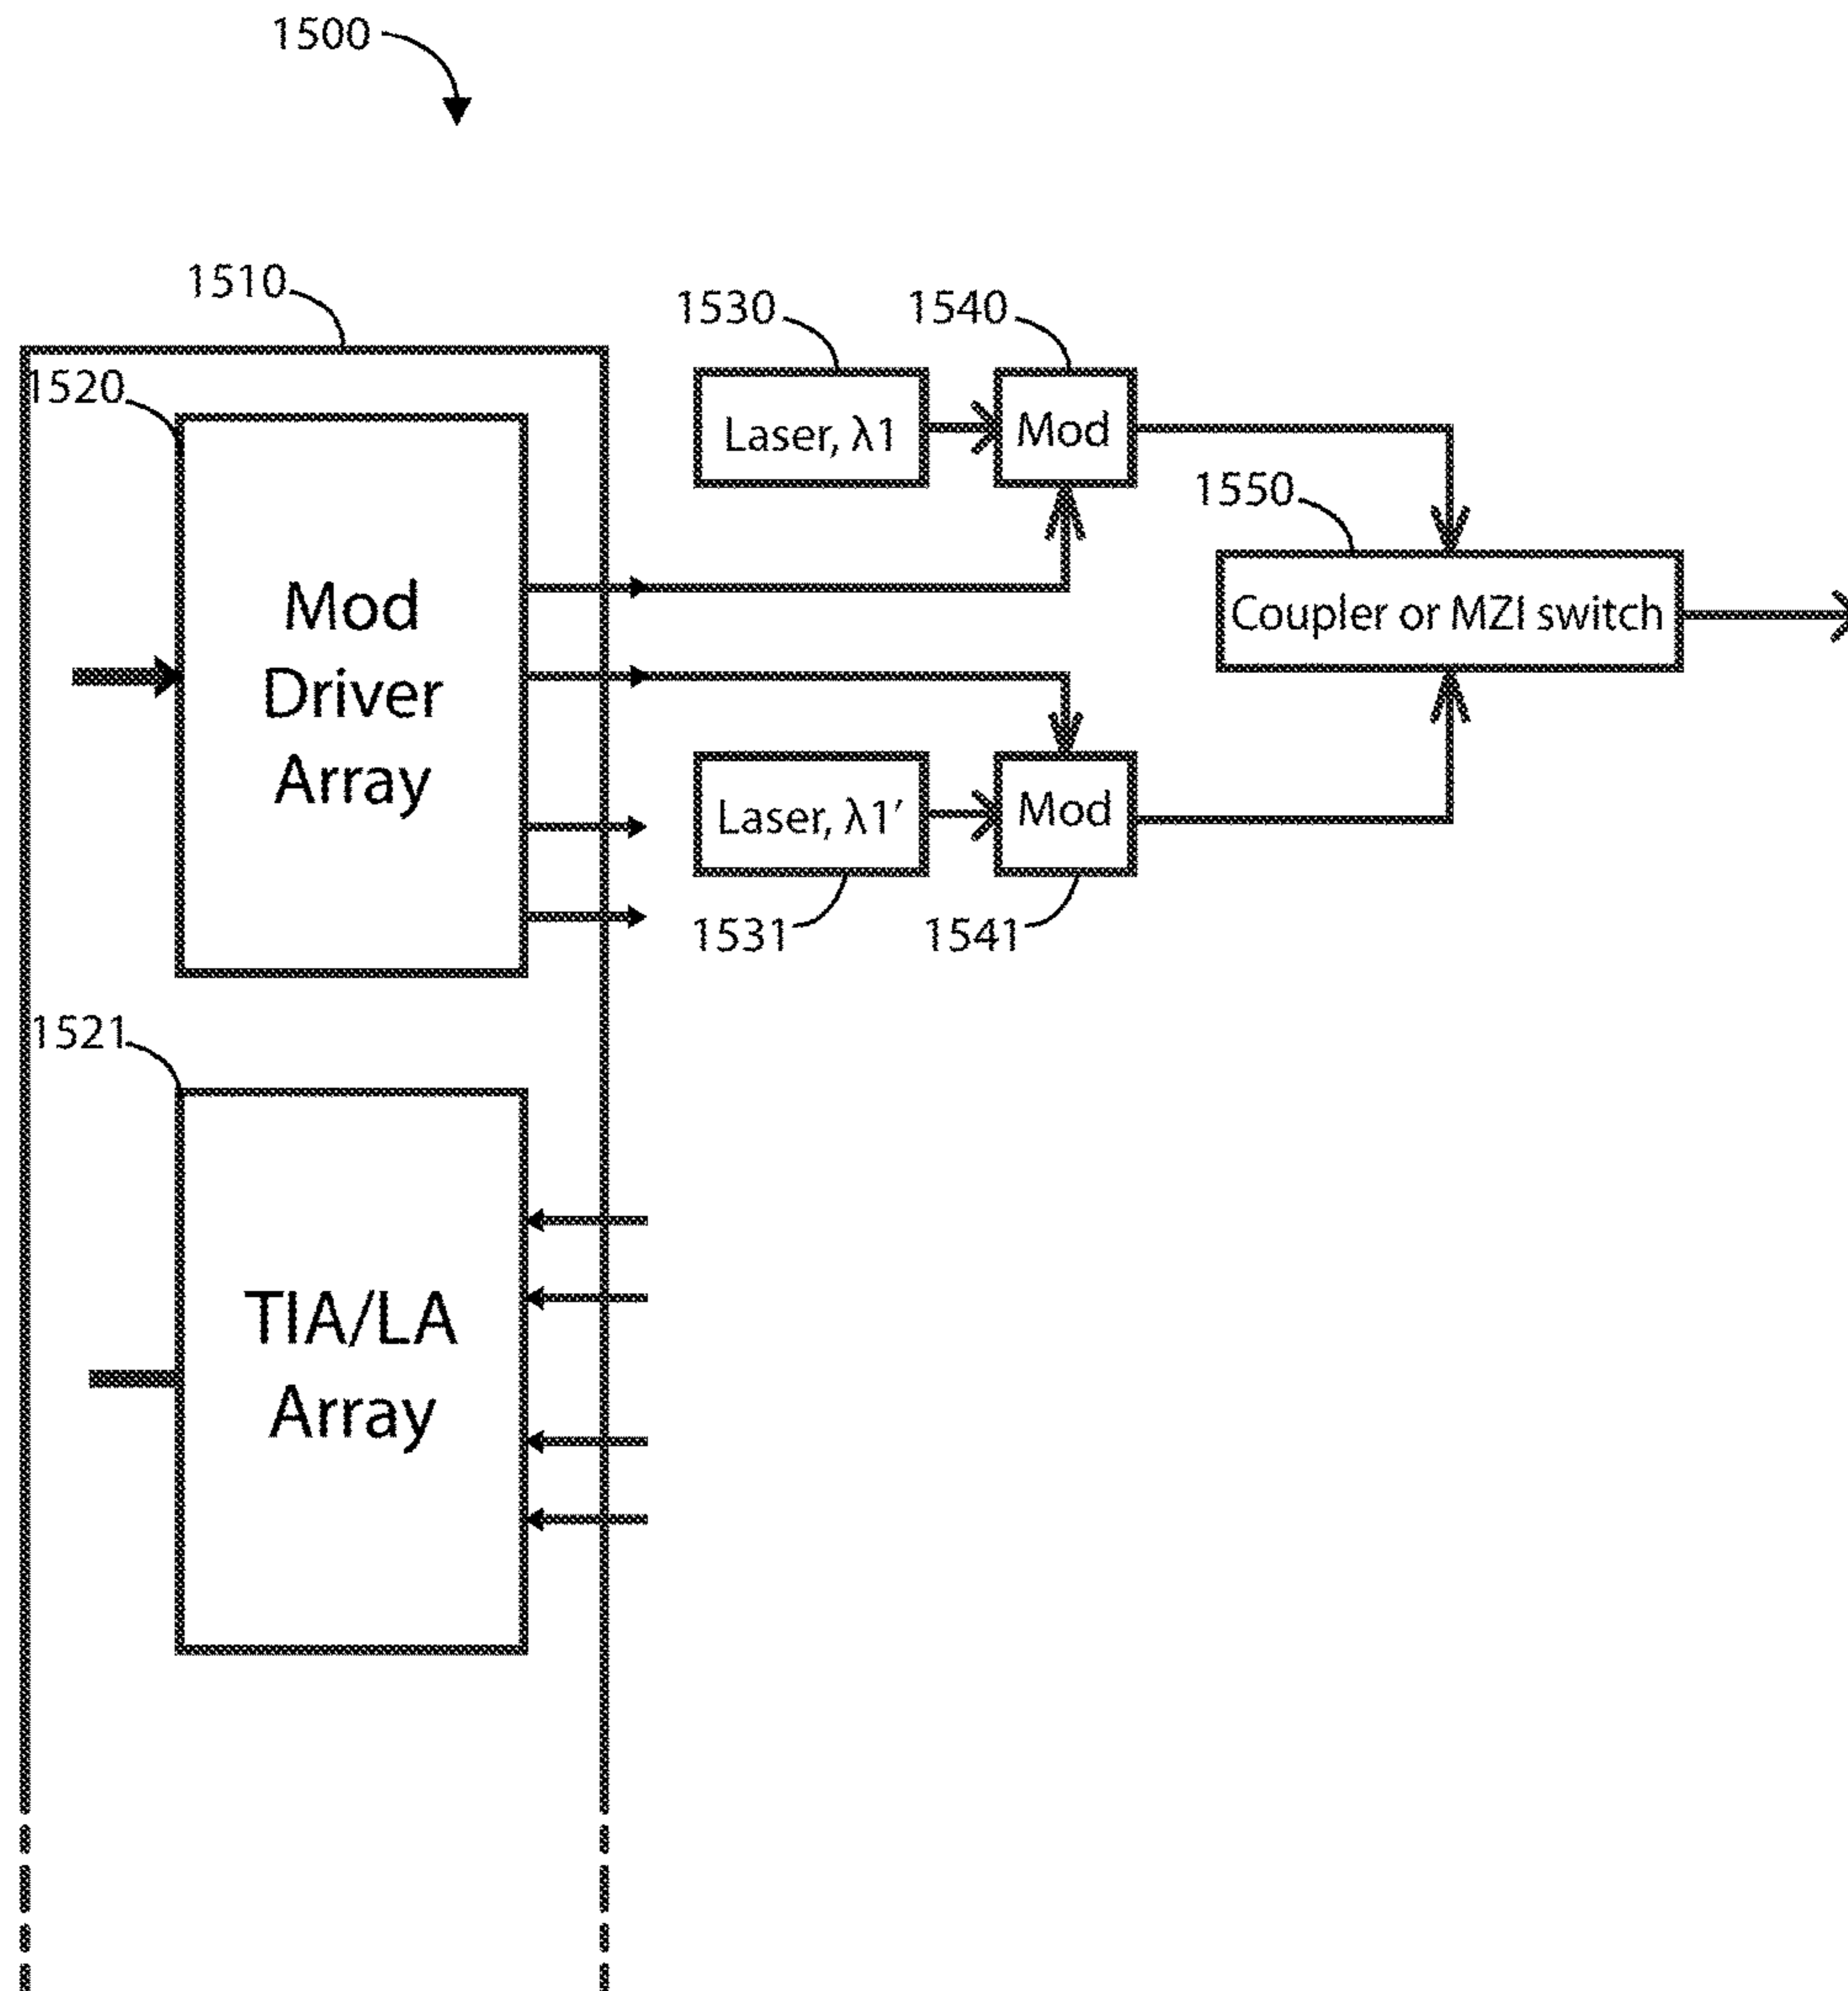 1500
1510
1530
1540
1520
Laser, λ1
Mod
1550
Mod
Driver
Array
Coupler or MZI switch
Laser, λ1′
Mod
1531
1541
1521
TIA/LA
Array